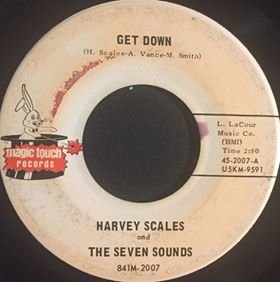 GET DOWN
(H. Scales-A. Vance-M. Smith)
L. LaCour
Music Co.
(BMI)
Time 2:50
45-2007-A
U5KM-9591
magic touch
records
HARVEY SCALES
and
THE SEVEN SOUNDS
841M-2007